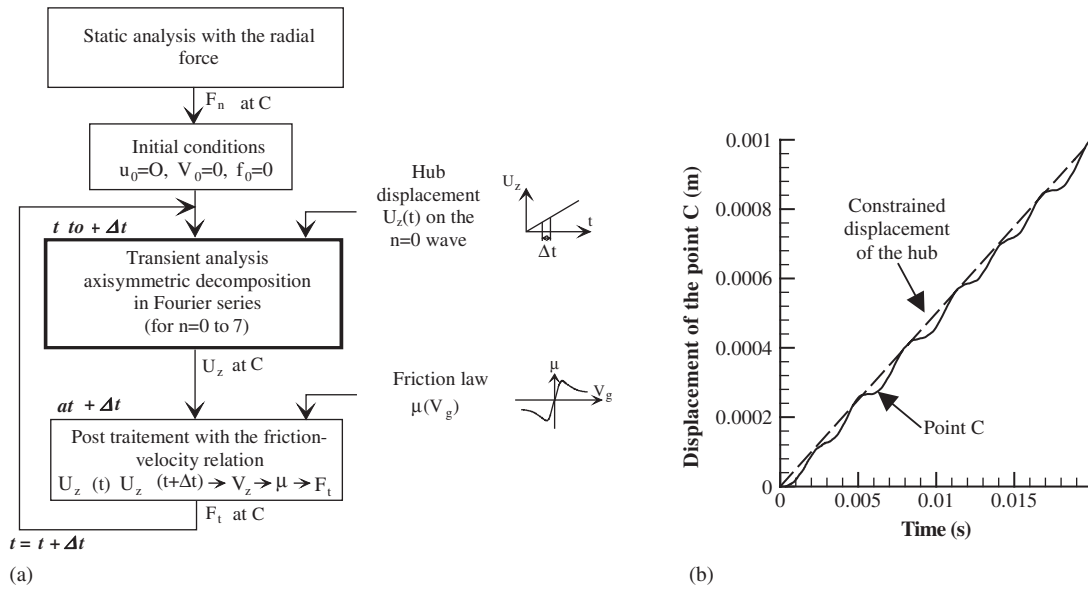 Static analysis with the radial
force
F_n at C
Initial conditions
u_0=O, V_0=0, f_0=0
t to + Δt
Hub
displacement
U_z(t) on the
n=0 wave
U_z
t
Δt
Transient analysis
axisymmetric decomposition
in Fourier series
(for n=0 to 7)
U_z at C
at + Δt
Friction law
μ(V_g)
μ
V_g
Post traitement with the friction-
velocity relation
U_z (t) U_z (t+Δt) → V_z → μ → F_t
F_t at C
t = t + Δt
(a)
Displacement of the point C (m)
0.001
0.0008
0.0006
0.0004
0.0002
0
Constrained
displacement
of the hub
Point C
0 0.005 0.01 0.015
Time (s)
(b)